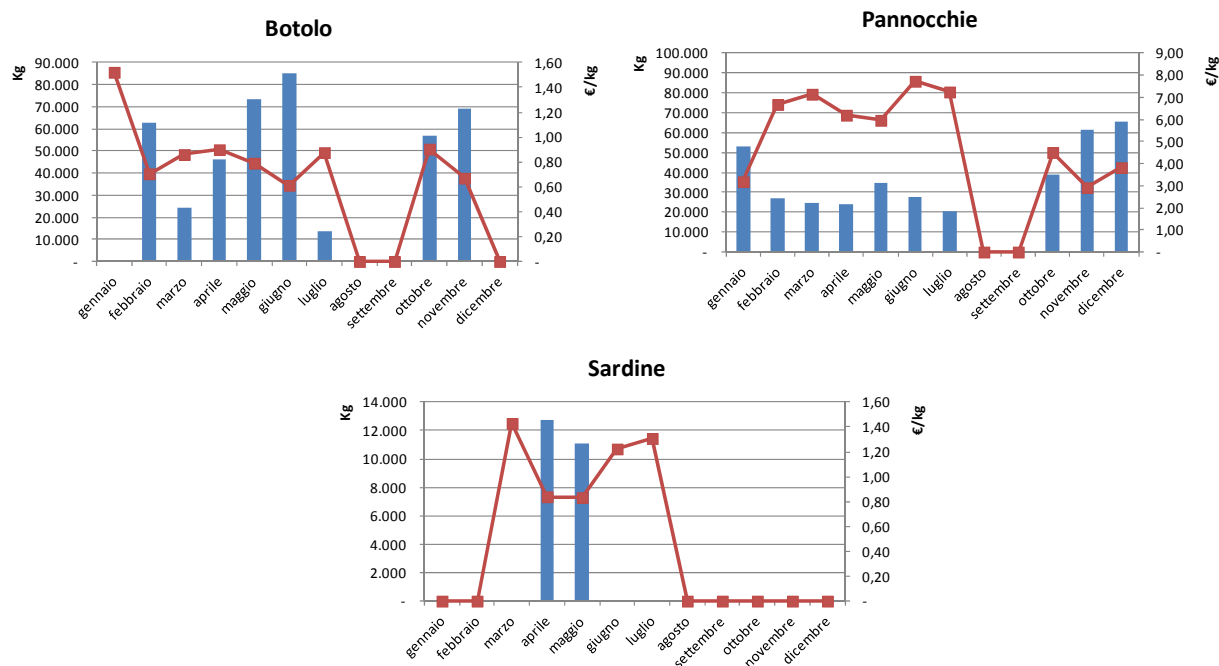 Botolo
Kg
€/kg
90.000
80.000
70.000
60.000
50.000
40.000
30.000
20.000
10.000
-
1,60
1,40
1,20
1,00
0,80
0,60
0,40
0,20
-
gennaio
febbraio
marzo
aprile
maggio
giugno
luglio
agosto
settembre
ottobre
novembre
dicembre
Pannocchie
Kg
€/kg
100.000
90.000
80.000
70.000
60.000
50.000
40.000
30.000
20.000
10.000
-
9,00
8,00
7,00
6,00
5,00
4,00
3,00
2,00
1,00
-
gennaio
febbraio
marzo
aprile
maggio
giugno
luglio
agosto
settembre
ottobre
novembre
dicembre
Sardine
Kg
€/kg
14.000
12.000
10.000
8.000
6.000
4.000
2.000
-
1,60
1,40
1,20
1,00
0,80
0,60
0,40
0,20
-
gennaio
febbraio
marzo
aprile
maggio
giugno
luglio
agosto
settembre
ottobre
novembre
dicembre